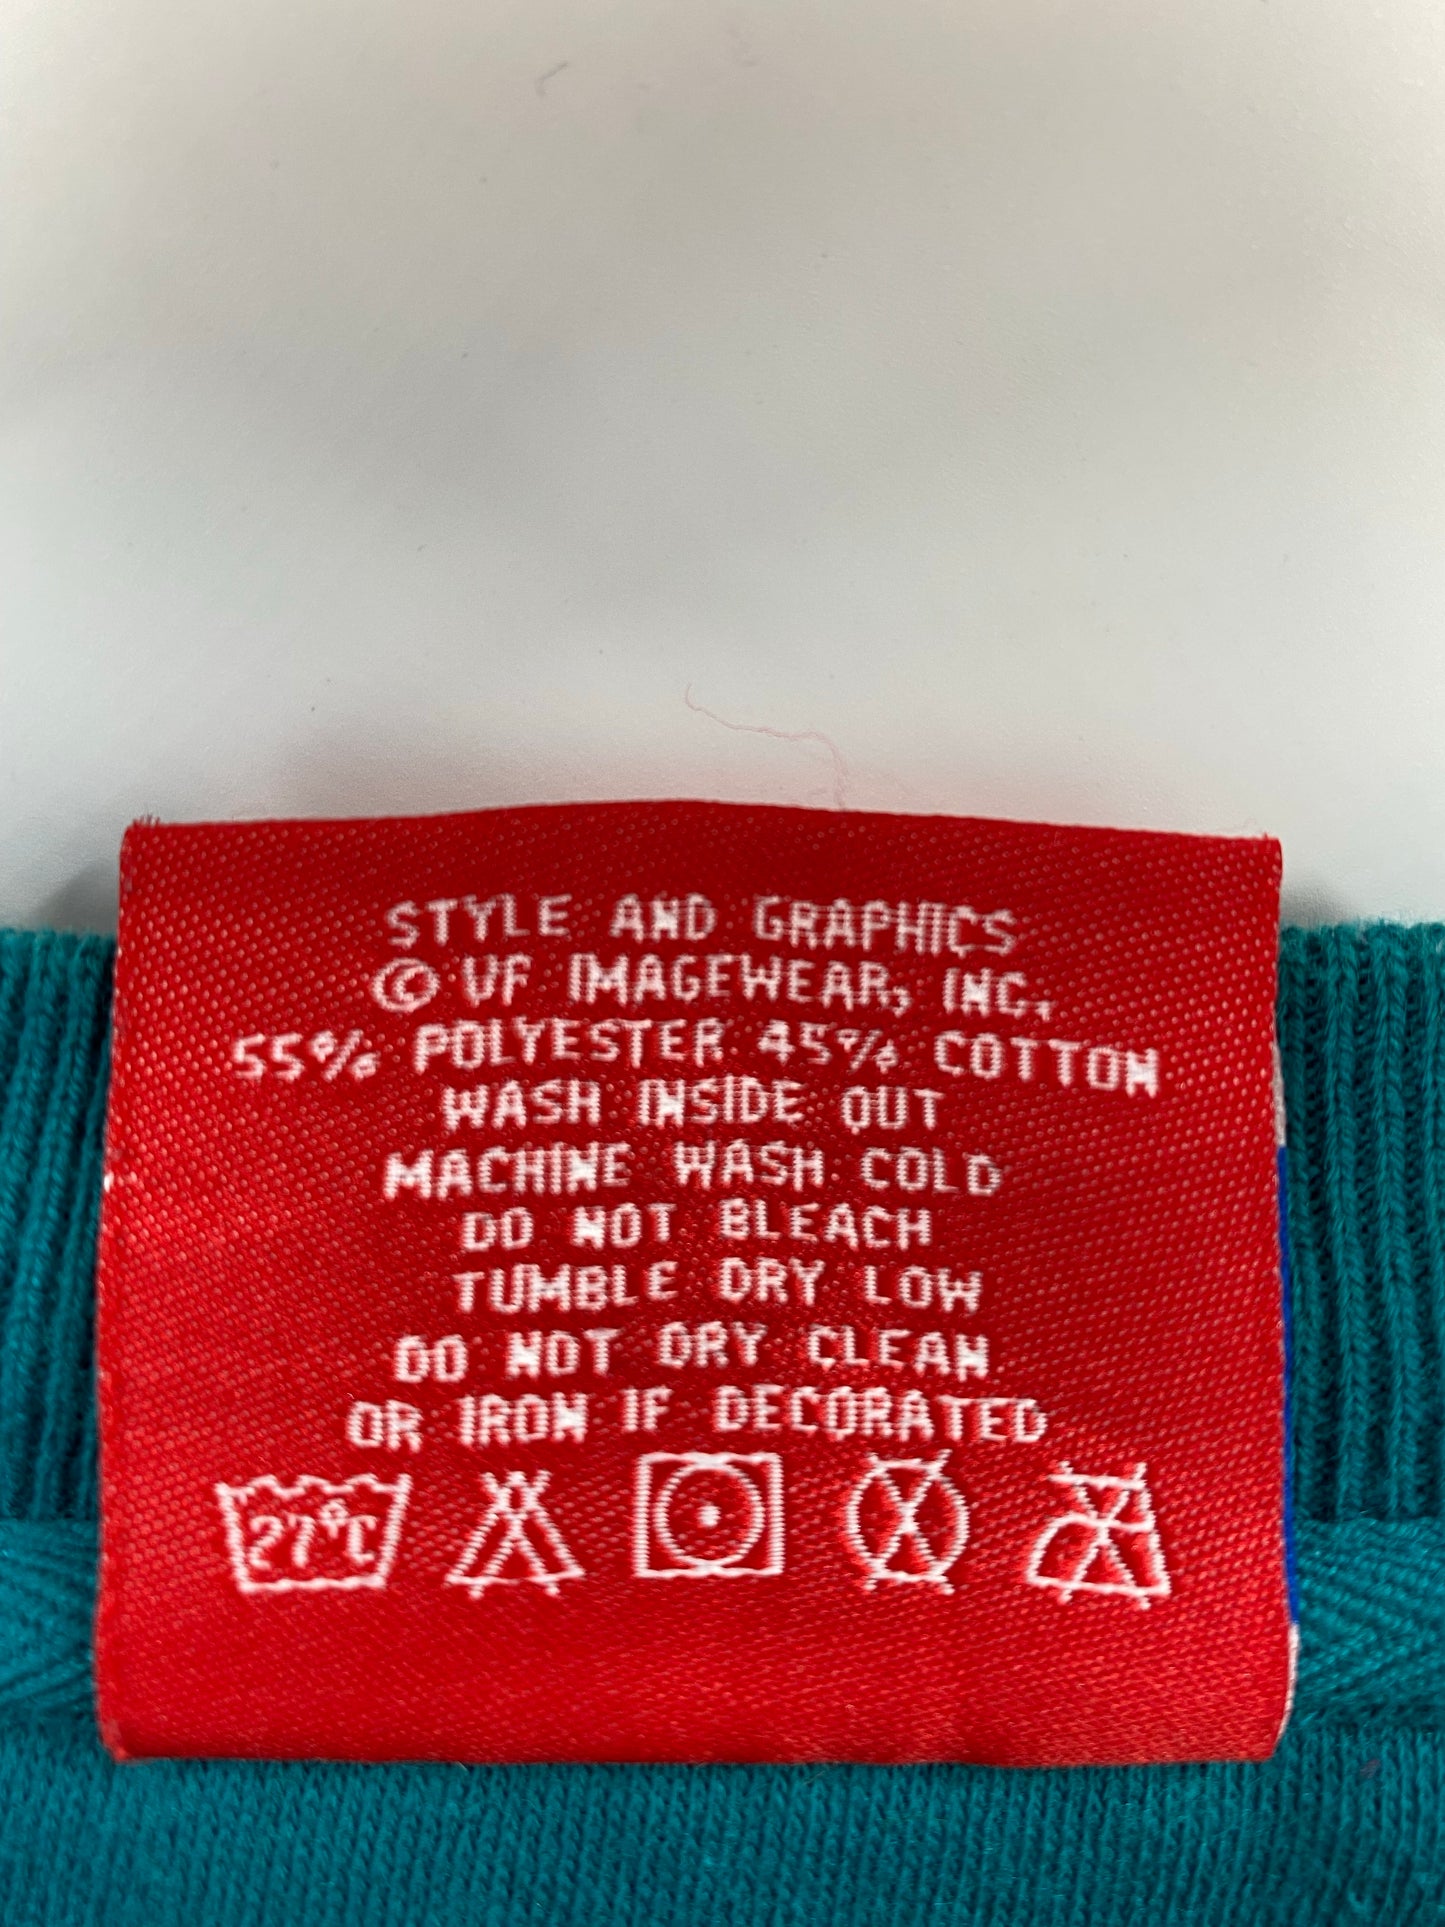 STYLE AND GRAPHICS
© VF IMAGEWEAR, INC.
55% POLYESTER 45% COTTON
WASH INSIDE OUT
MACHINE WASH COLD
DO NOT BLEACH
TUMBLE DRY LOW
DO NOT DRY CLEAN
OR IRON IF DECORATED
27°C